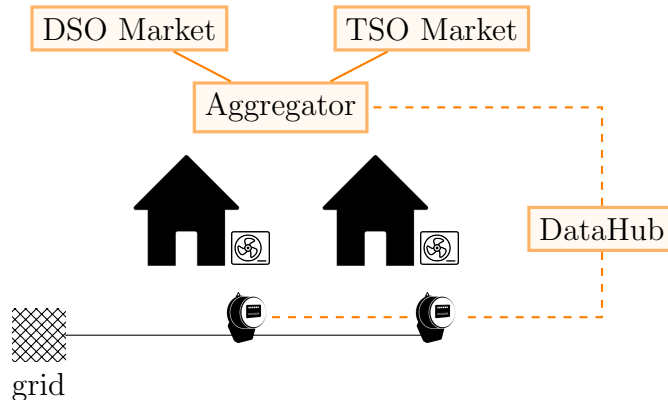 DSO Market
TSO Market
Aggregator
DataHub
grid